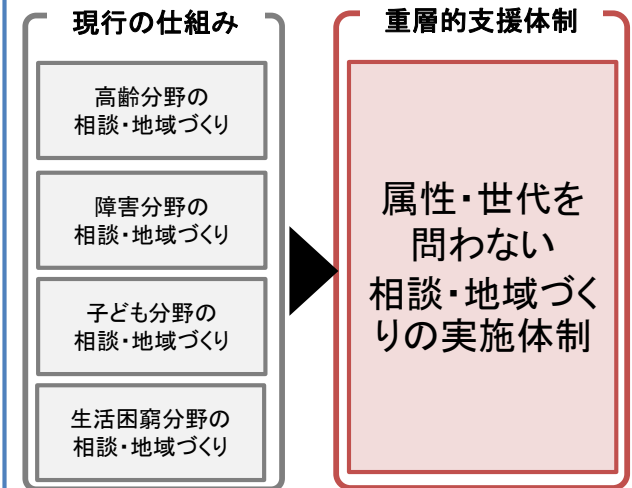 現行の仕組み
高齢分野の
相談・地域づくり
障害分野の
相談・地域づくり
子ども分野の
相談・地域づくり
生活困窮分野の
相談・地域づくり
重層的支援体制
属性・世代を
問わない
相談・地域づく
りの実施体制